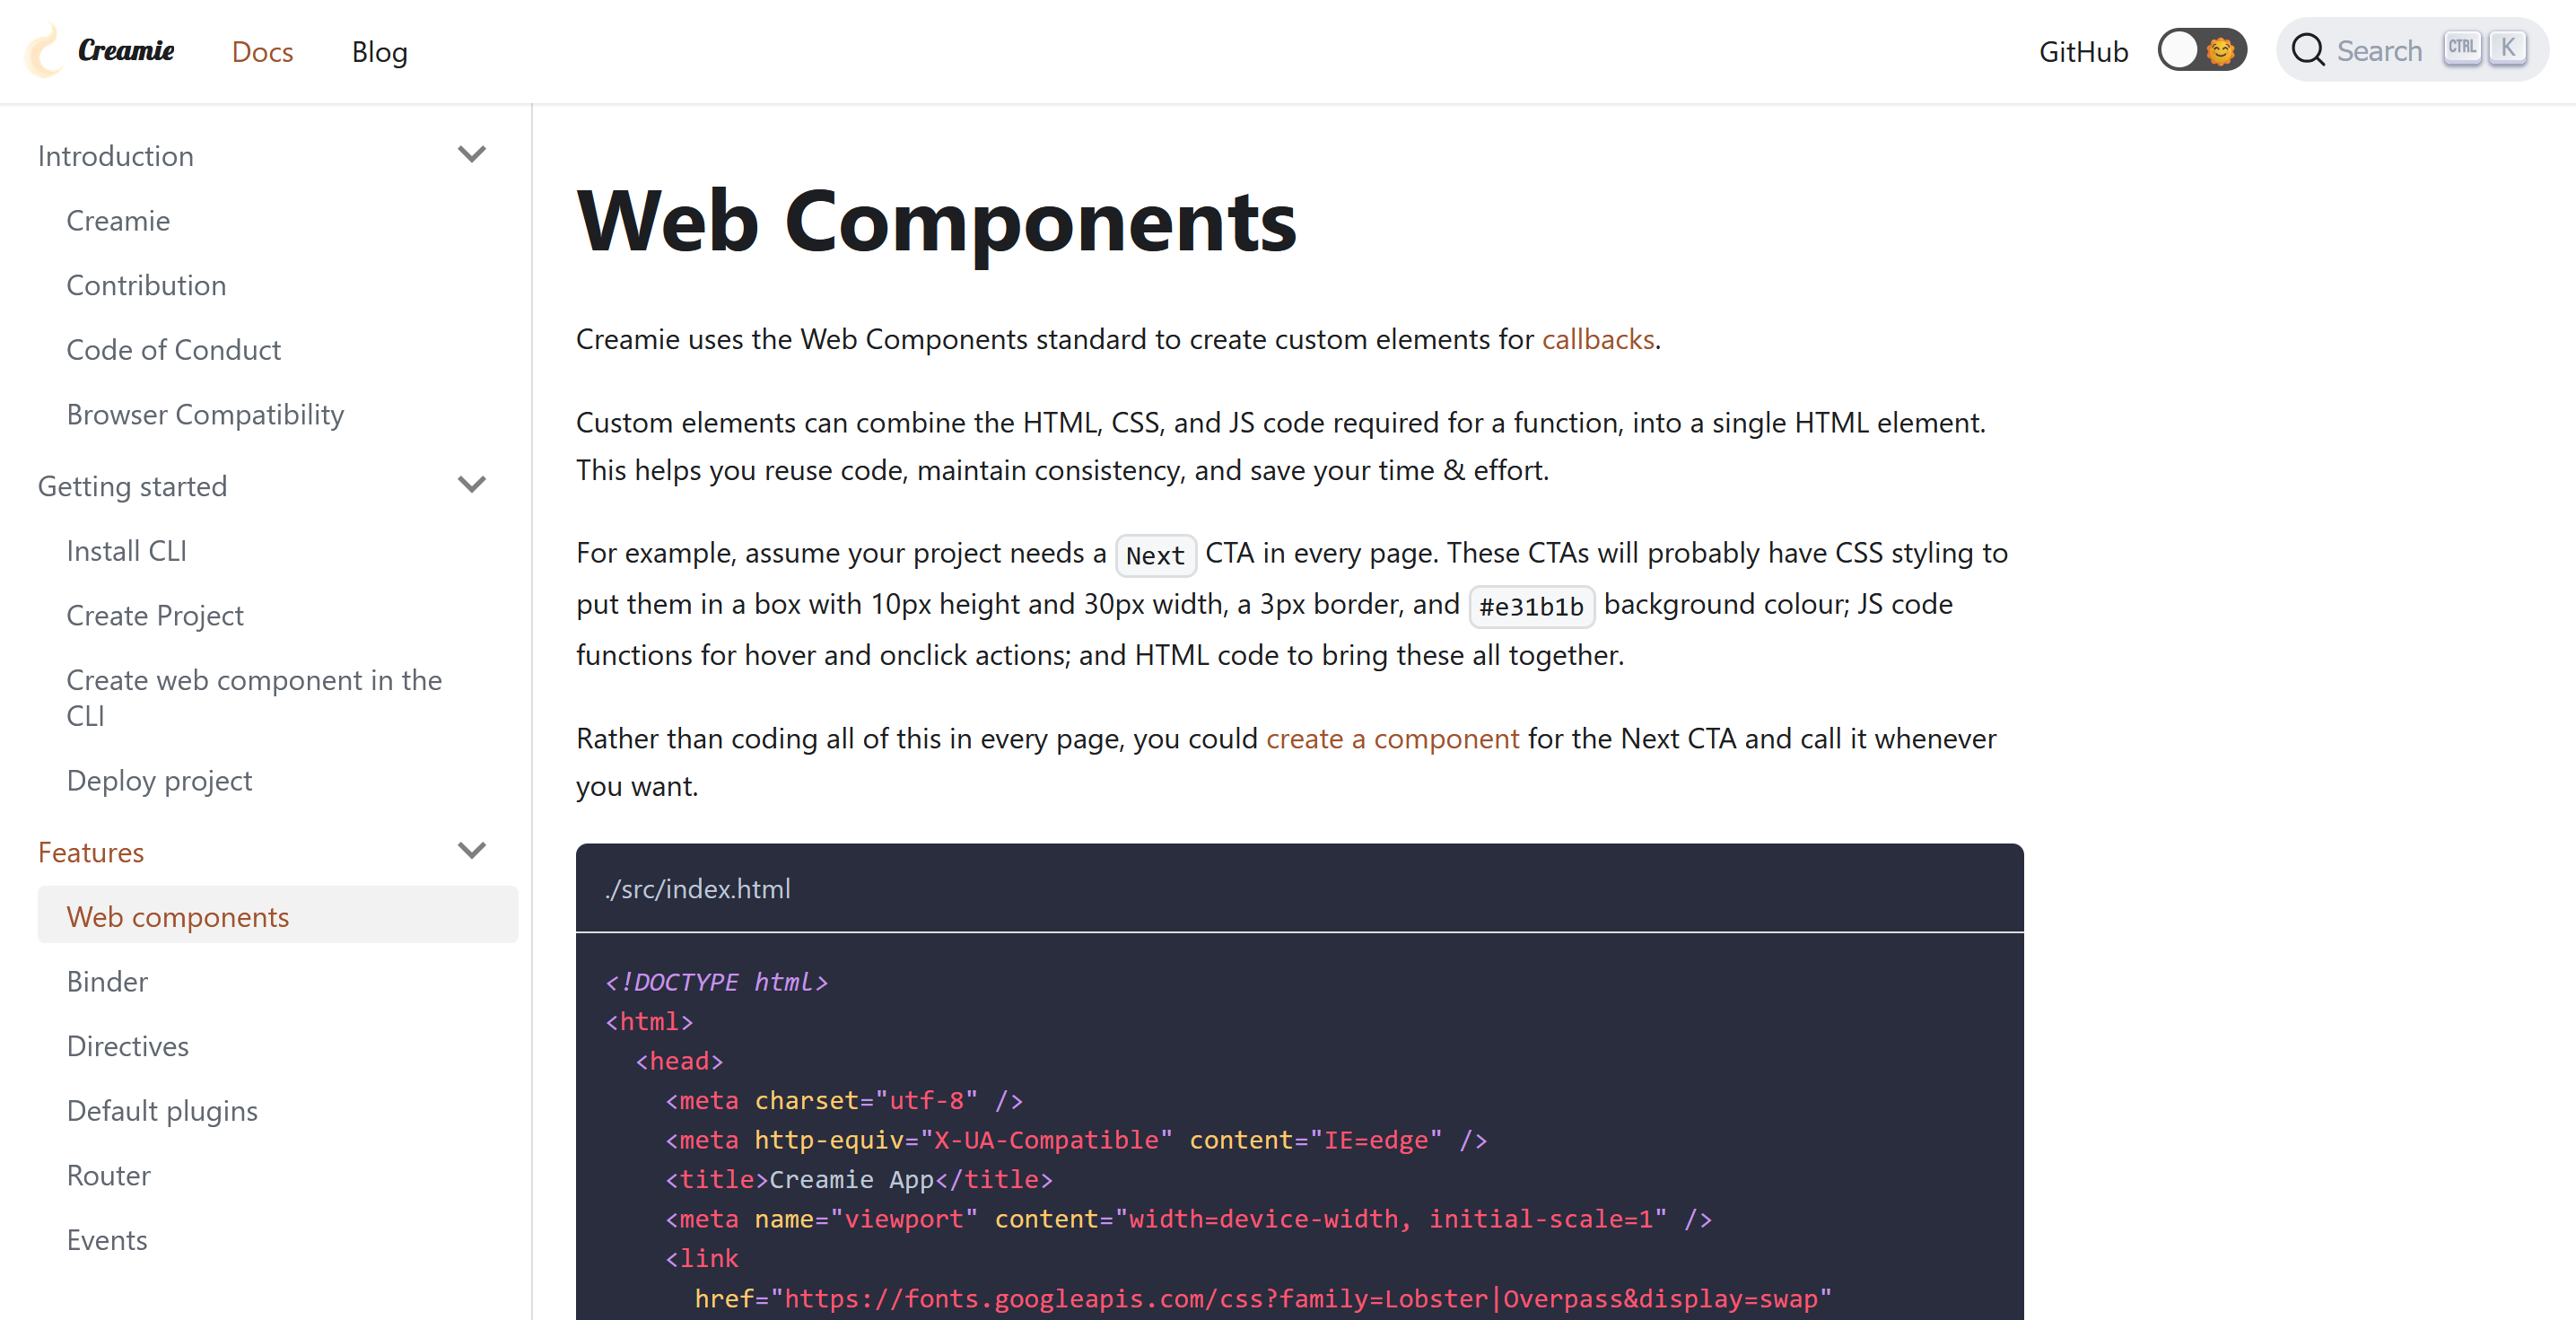 Creamie Docs Blog GitHub Search CTRL K
Introduction
Creamie
Contribution
Code of Conduct
Browser Compatibility
Getting started
Install CLI
Create Project
Create web component in the
CLI
Deploy project
Features
Web components
Binder
Directives
Default plugins
Router
Events
Web Components
Creamie uses the Web Components standard to create custom elements for callbacks.
Custom elements can combine the HTML, CSS, and JS code required for a function, into a single HTML element.
This helps you reuse code, maintain consistency, and save your time & effort.
For example, assume your project needs a Next CTA in every page. These CTAs will probably have CSS styling to
put them in a box with 10px height and 30px width, a 3px border, and #e31b1b background colour; JS code
functions for hover and onclick actions; and HTML code to bring these all together.
Rather than coding all of this in every page, you could create a component for the Next CTA and call it whenever
you want.
./src/index.html
<!DOCTYPE html>
<html>
<head>
<meta charset="utf-8" />
<meta http-equiv="X-UA-Compatible" content="IE=edge" />
<title>Creamie App</title>
<meta name="viewport" content="width=device-width, initial-scale=1" />
<link
href="https://fonts.googleapis.com/css?family=Lobster|Overpass&display=swap"